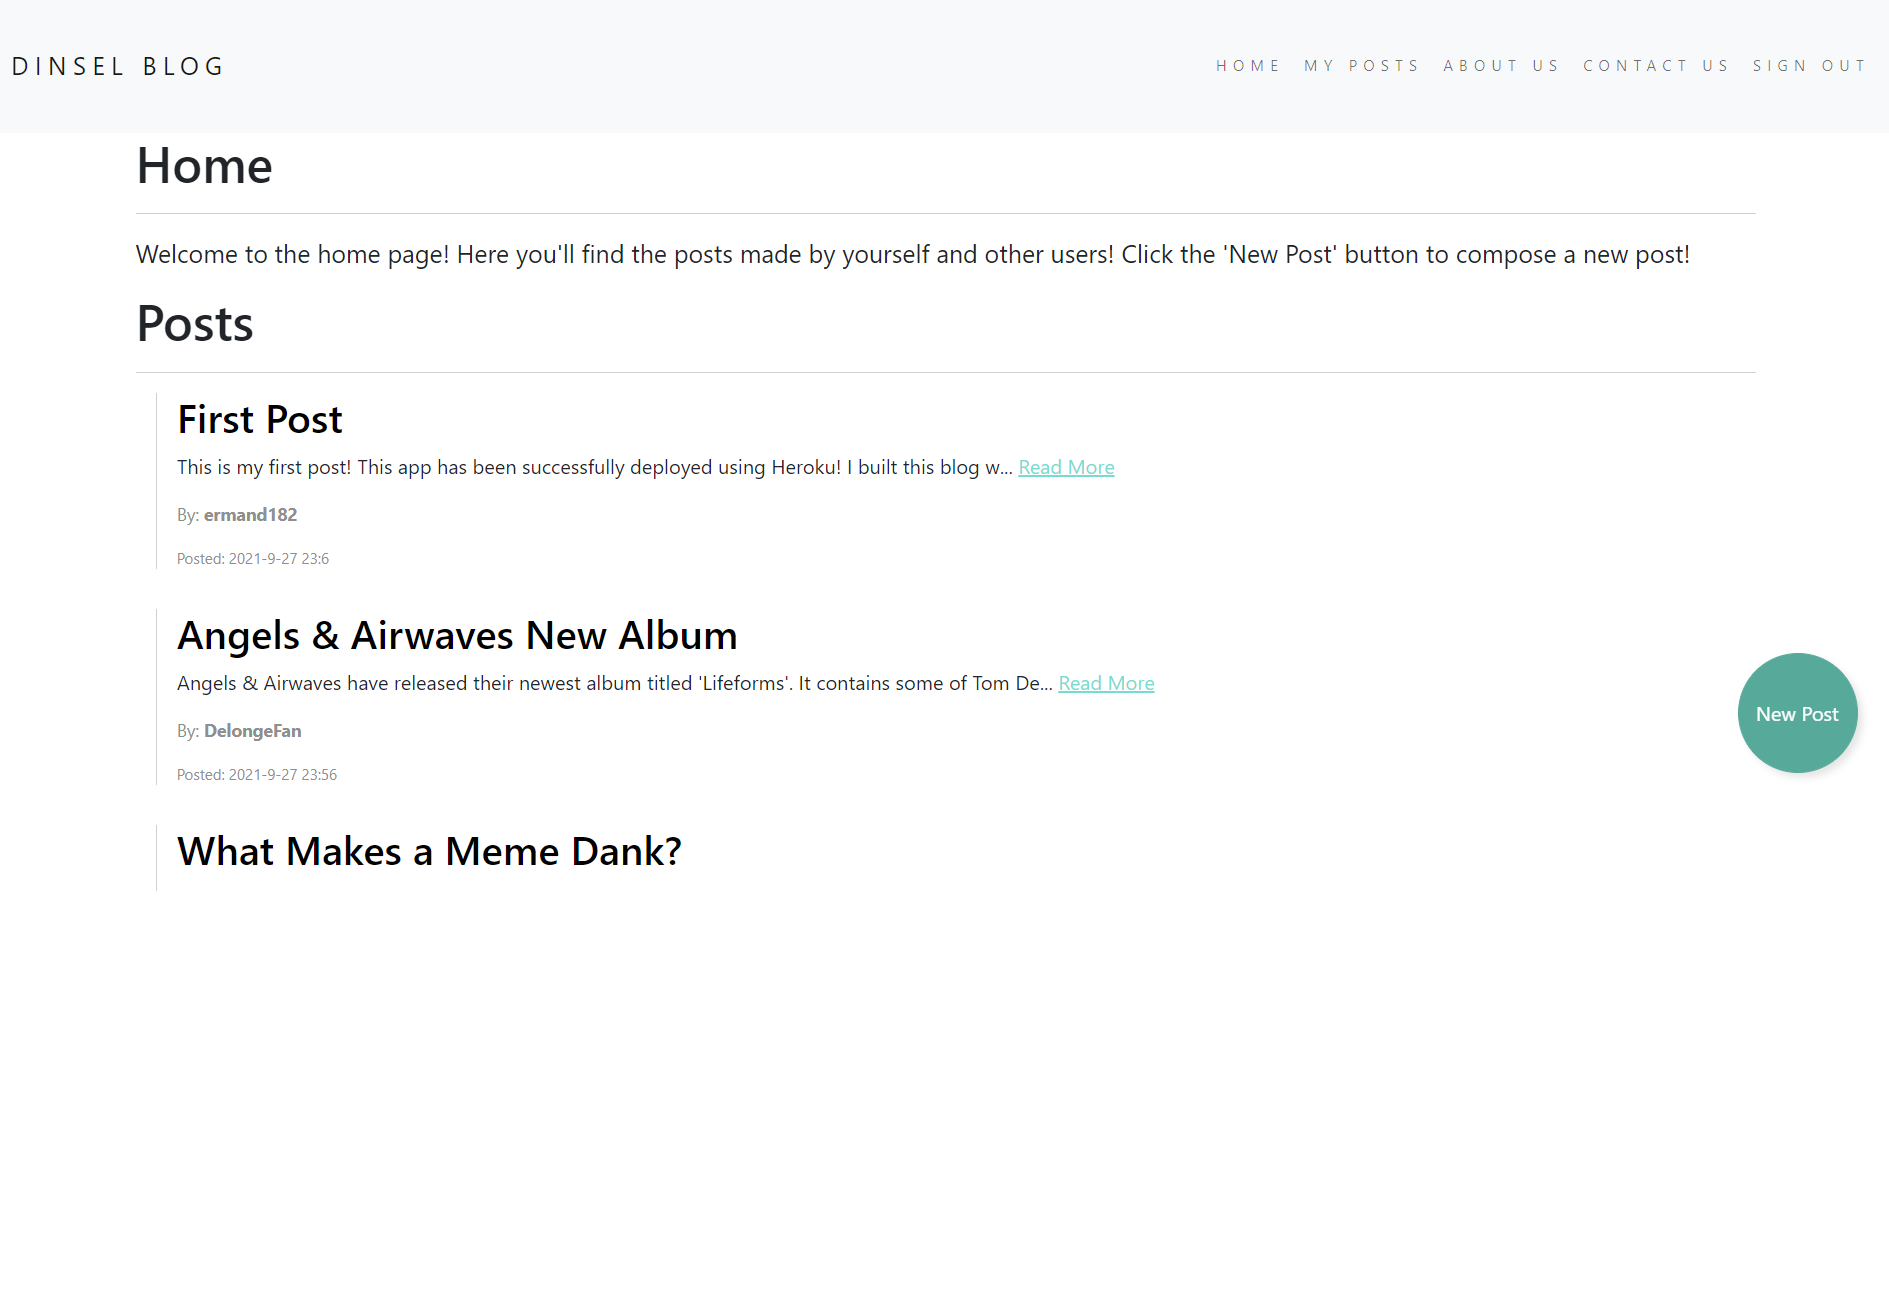 DINSEL BLOG
HOME MY POSTS ABOUT US CONTACT US SIGN OUT
Home
Welcome to the home page! Here you'll find the posts made by yourself and other users! Click the 'New Post' button to compose a new post!
Posts
First Post
This is my first post! This app has been successfully deployed using Heroku! I built this blog w... Read More
By: ermand182
Posted: 2021-9-27 23:6
Angels & Airwaves New Album
Angels & Airwaves have released their newest album titled 'Lifeforms'. It contains some of Tom De... Read More
By: DelongeFan
New Post
Posted: 2021-9-27 23:56
What Makes a Meme Dank?